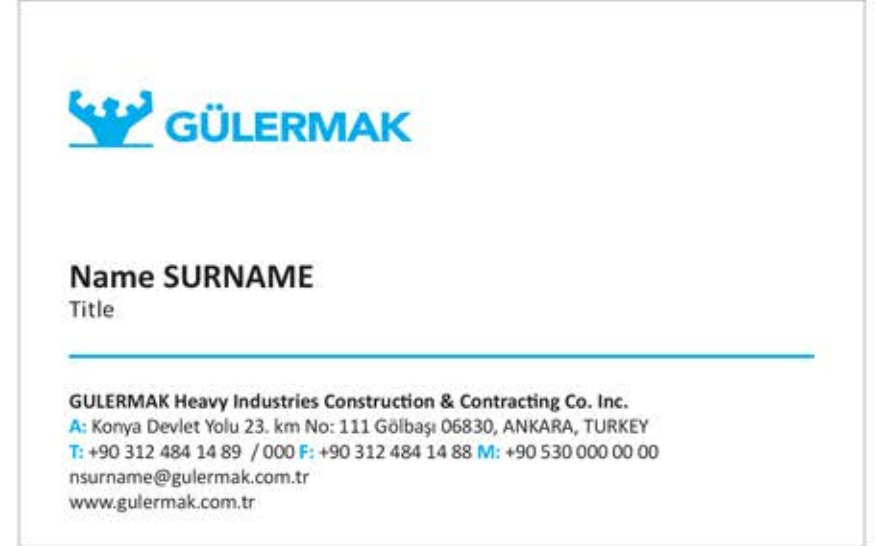 GÜLERMAK
Name SURNAME
Title
GULERMAK Heavy Industries Construction & Contracting Co. Inc.
A: Konya Devlet Yolu 23. km No: 111 Gölbaşı 06830, ANKARA, TURKEY
T: +90 312 484 14 89 / 000 F: +90 312 484 14 88 M: +90 530 000 00 00
nsurname@gulermak.com.tr
www.gulermak.com.tr